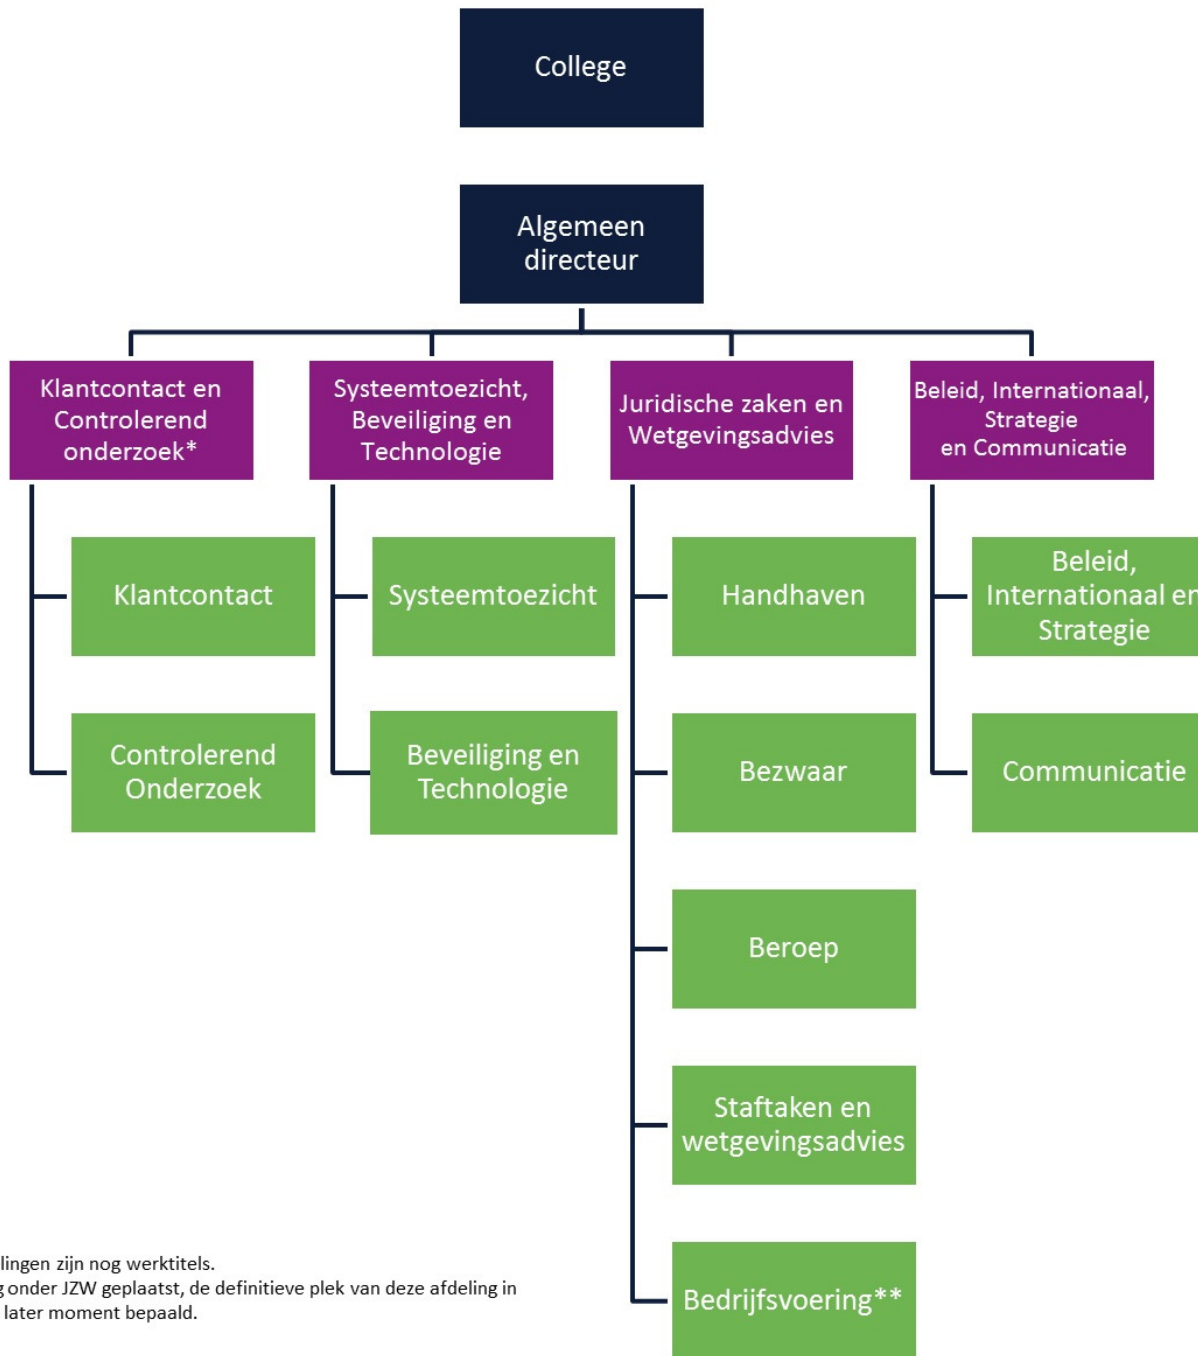 College
Algemeen
directeur
Klantcontact en
Controlerend
onderzoek*
Systeemtoezicht,
Beveiliging en
Technologie
Juridische zaken en
Wetgevingsadvies
Beleid, Internationaal,
Strategie
en Communicatie
Klantcontact
Systeemtoezicht
Handhaven
Beleid,
Internationaal en
Strategie
Controlerend
Onderzoek
Beveiliging en
Technologie
Bezwaar
Communicatie
Beroep
Staftaken en
wetgevingsadvies
Bedrijfsvoering**
zijn nog werktitels.
onder JZW geplaatst, de definitieve plek van deze afdeling in
later moment bepaald.